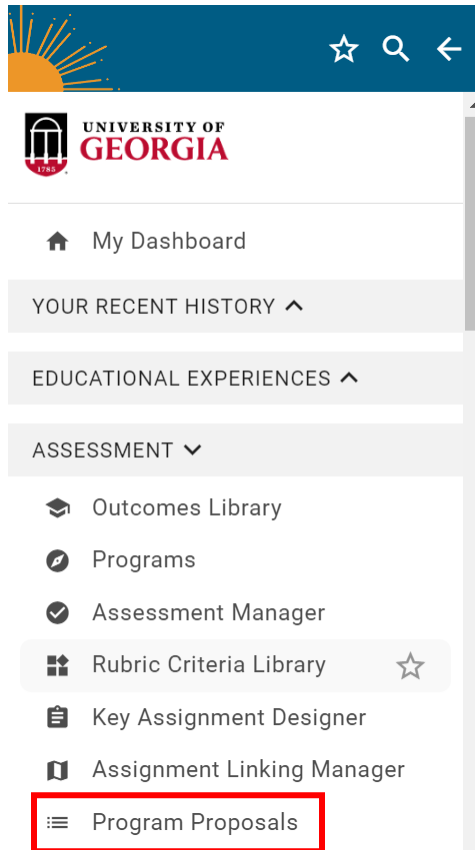 UNIVERSITY OF
GEORGIA
1785
My Dashboard
YOUR RECENT HISTORY
EDUCATIONAL EXPERIENCES
ASSESSMENT
Outcomes Library
Programs
Assessment Manager
Rubric Criteria Library
Key Assignment Designer
Assignment Linking Manager
Program Proposals